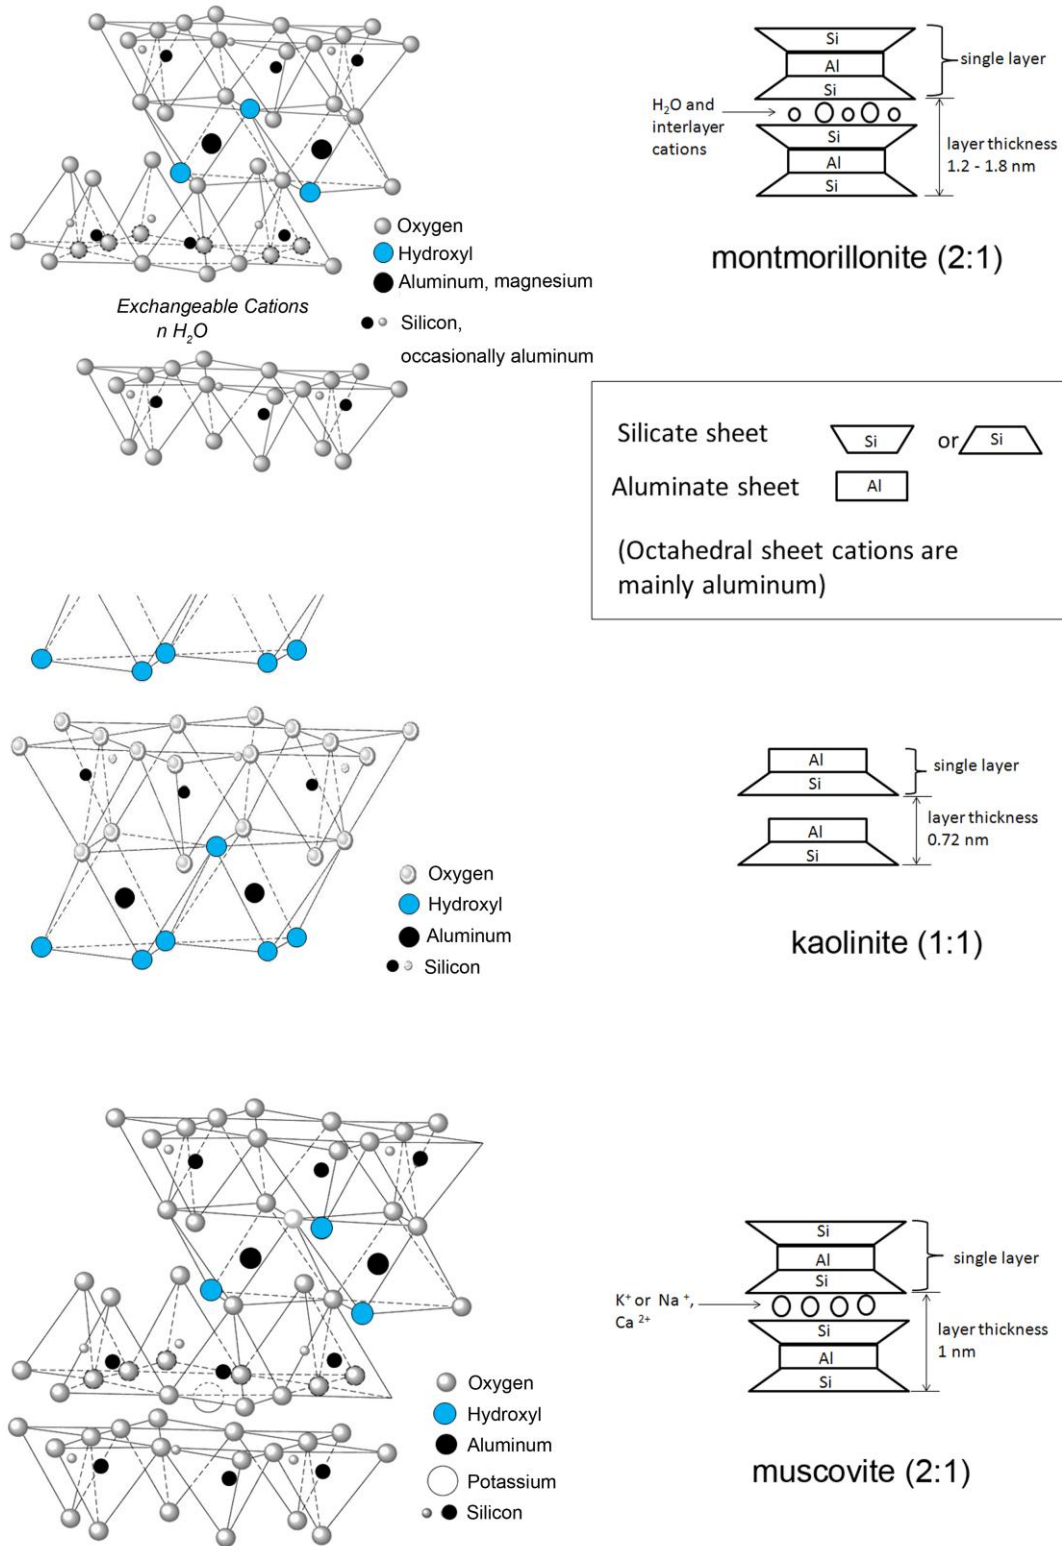 Oxygen
Hydroxyl
Aluminum, magnesium
Silicon,
occasionally aluminum
Exchangeable Cations
n H₂O
Si
Al
Si
single layer
H₂O and
interlayer
cations
Si
Al
Si
layer thickness
1.2 - 1.8 nm
montmorillonite (2:1)
Silicate sheet Si or Si
Aluminate sheet Al
(Octahedral sheet cations are
mainly aluminum)
Oxygen
Hydroxyl
Aluminum
Silicon
Al
Si
single layer
layer thickness
0.72 nm
Al
Si
kaolinite (1:1)
Oxygen
Hydroxyl
Aluminum
Potassium
Silicon
Si
Al
Si
single layer
K⁺ or Na ⁺,
Ca ²⁺
Si
Al
Si
layer thickness
1 nm
muscovite (2:1)